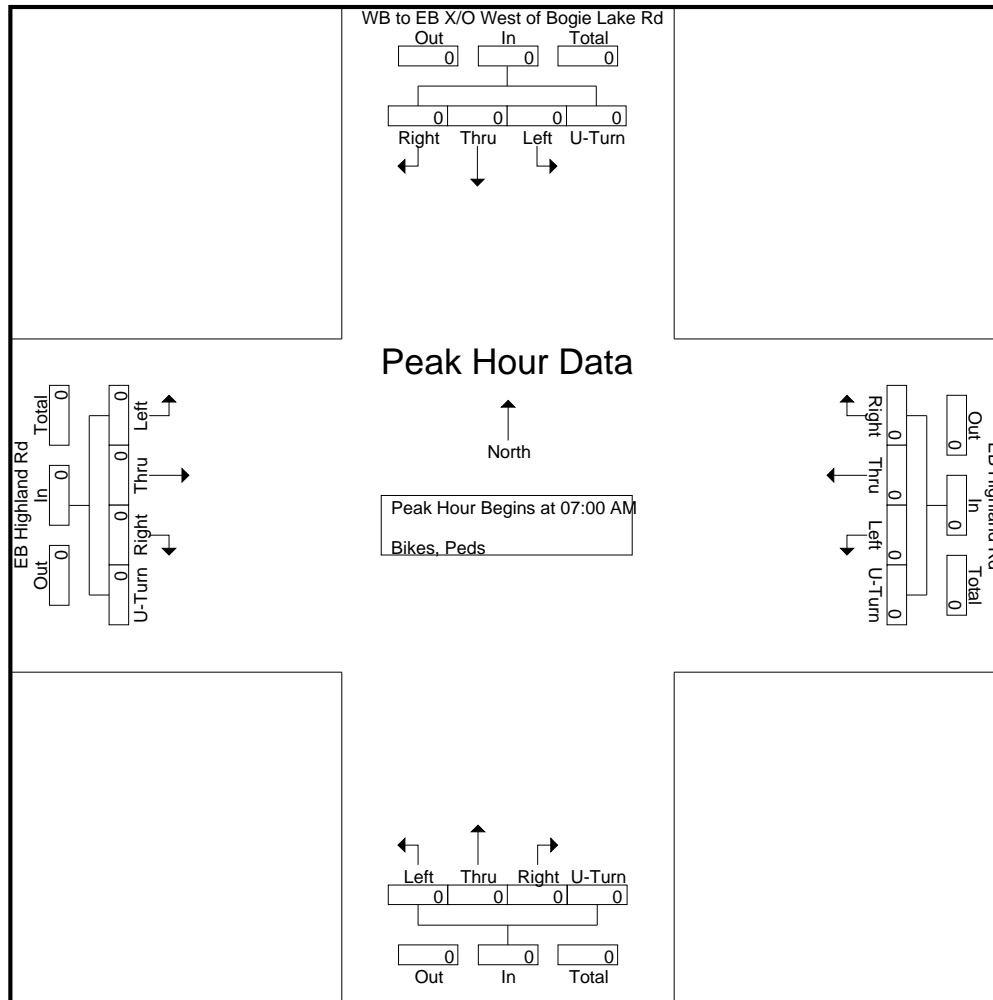 WB to EB X/O West of Bogie Lake Rd
Out In Total
0 0 0
0 0 0 0
Right Thru Left U-Turn
Peak Hour Data
North
Peak Hour Begins at 07:00 AM
Bikes, Peds
EB Highland Rd
Total In Out
0 0 0
0 0 0 0
Left Thru Right U-Turn
Right Thru Left U-Turn
0 0 0 0
0 0 0
Out In Total
EB Highland Rd
Left Thru Right U-Turn
0 0 0 0
0 0 0
Out In Total